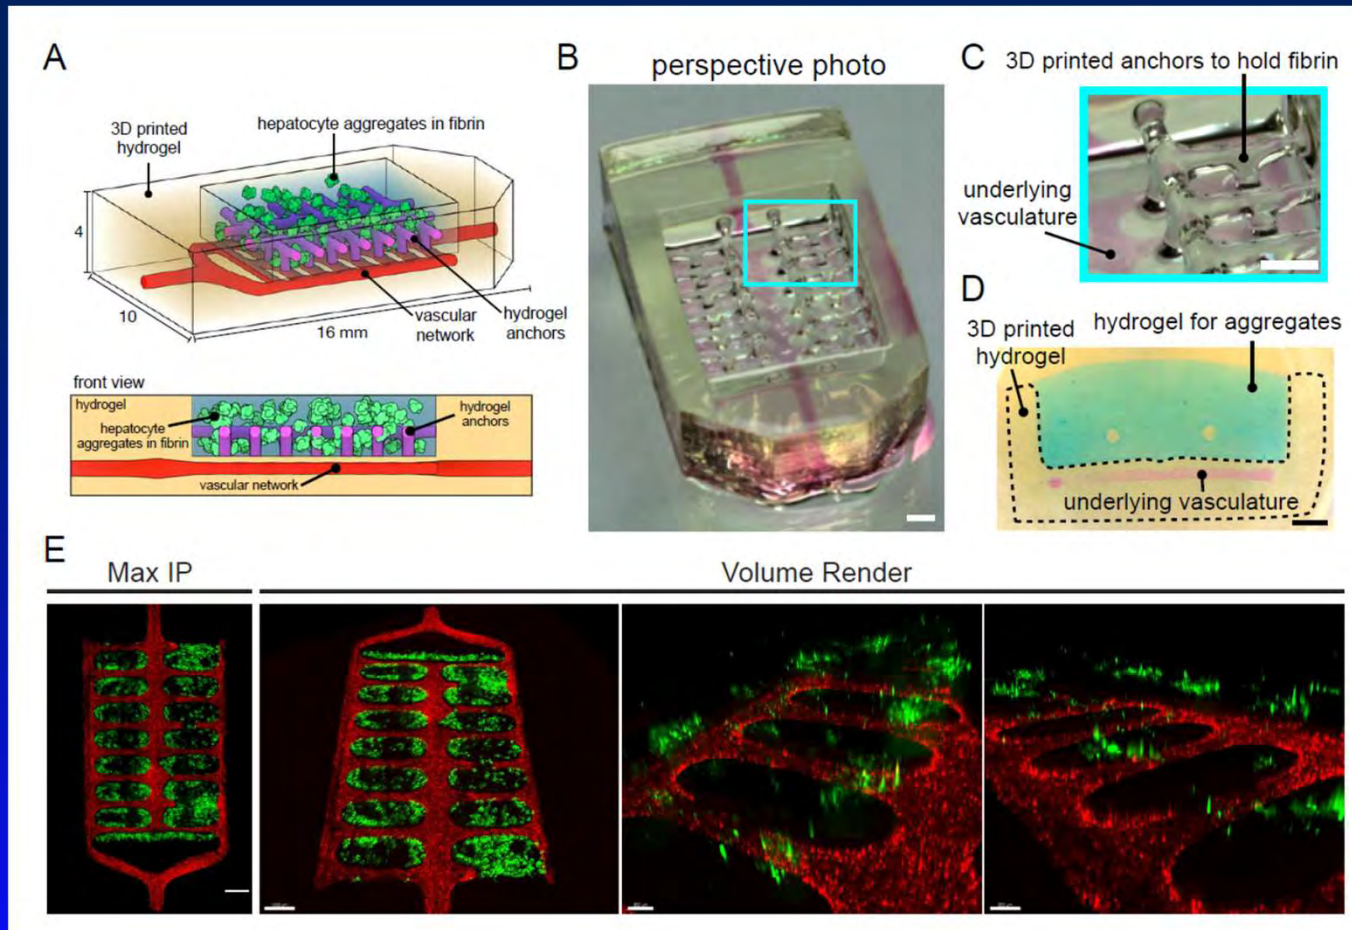 A
3D printed
hydrogel
hepatocyte aggregates in fibrin
4
10
16 mm
vascular
network
hydrogel
anchors
front view
hydrogel
hepatocyte
aggregates in fibrin
hydrogel
anchors
vascular network
B
perspective photo
C
3D printed anchors to hold fibrin
underlying
vasculature
D
3D printed
hydrogel
hydrogel for aggregates
underlying vasculature
E
Max IP
Volume Render